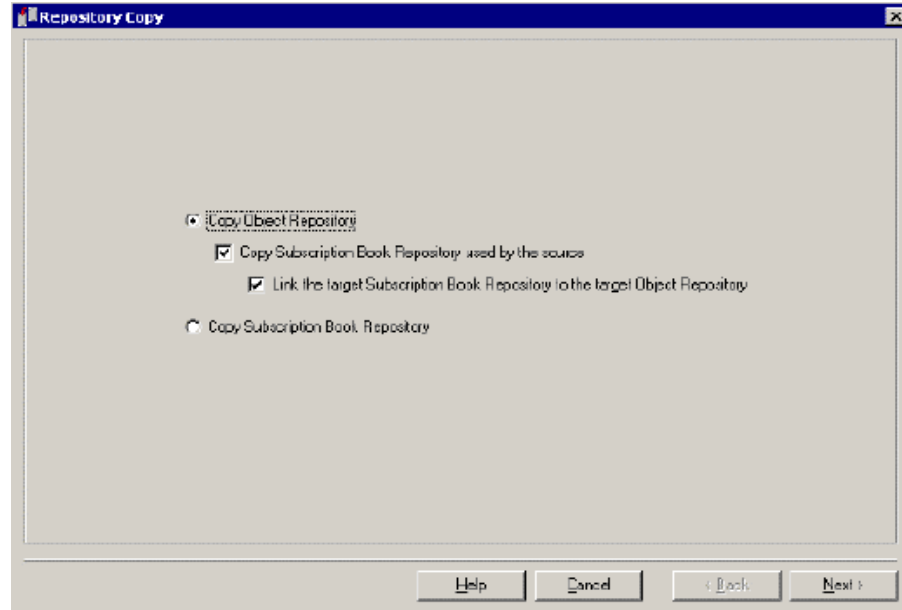 Repository Copy
Copy Object Repository
Copy Subscription Book Repository used by the source
Link the target Subscription Book Repository to the target Object Repository
Copy Subscription Book Repository
Help
Cancel
< Back
Next >